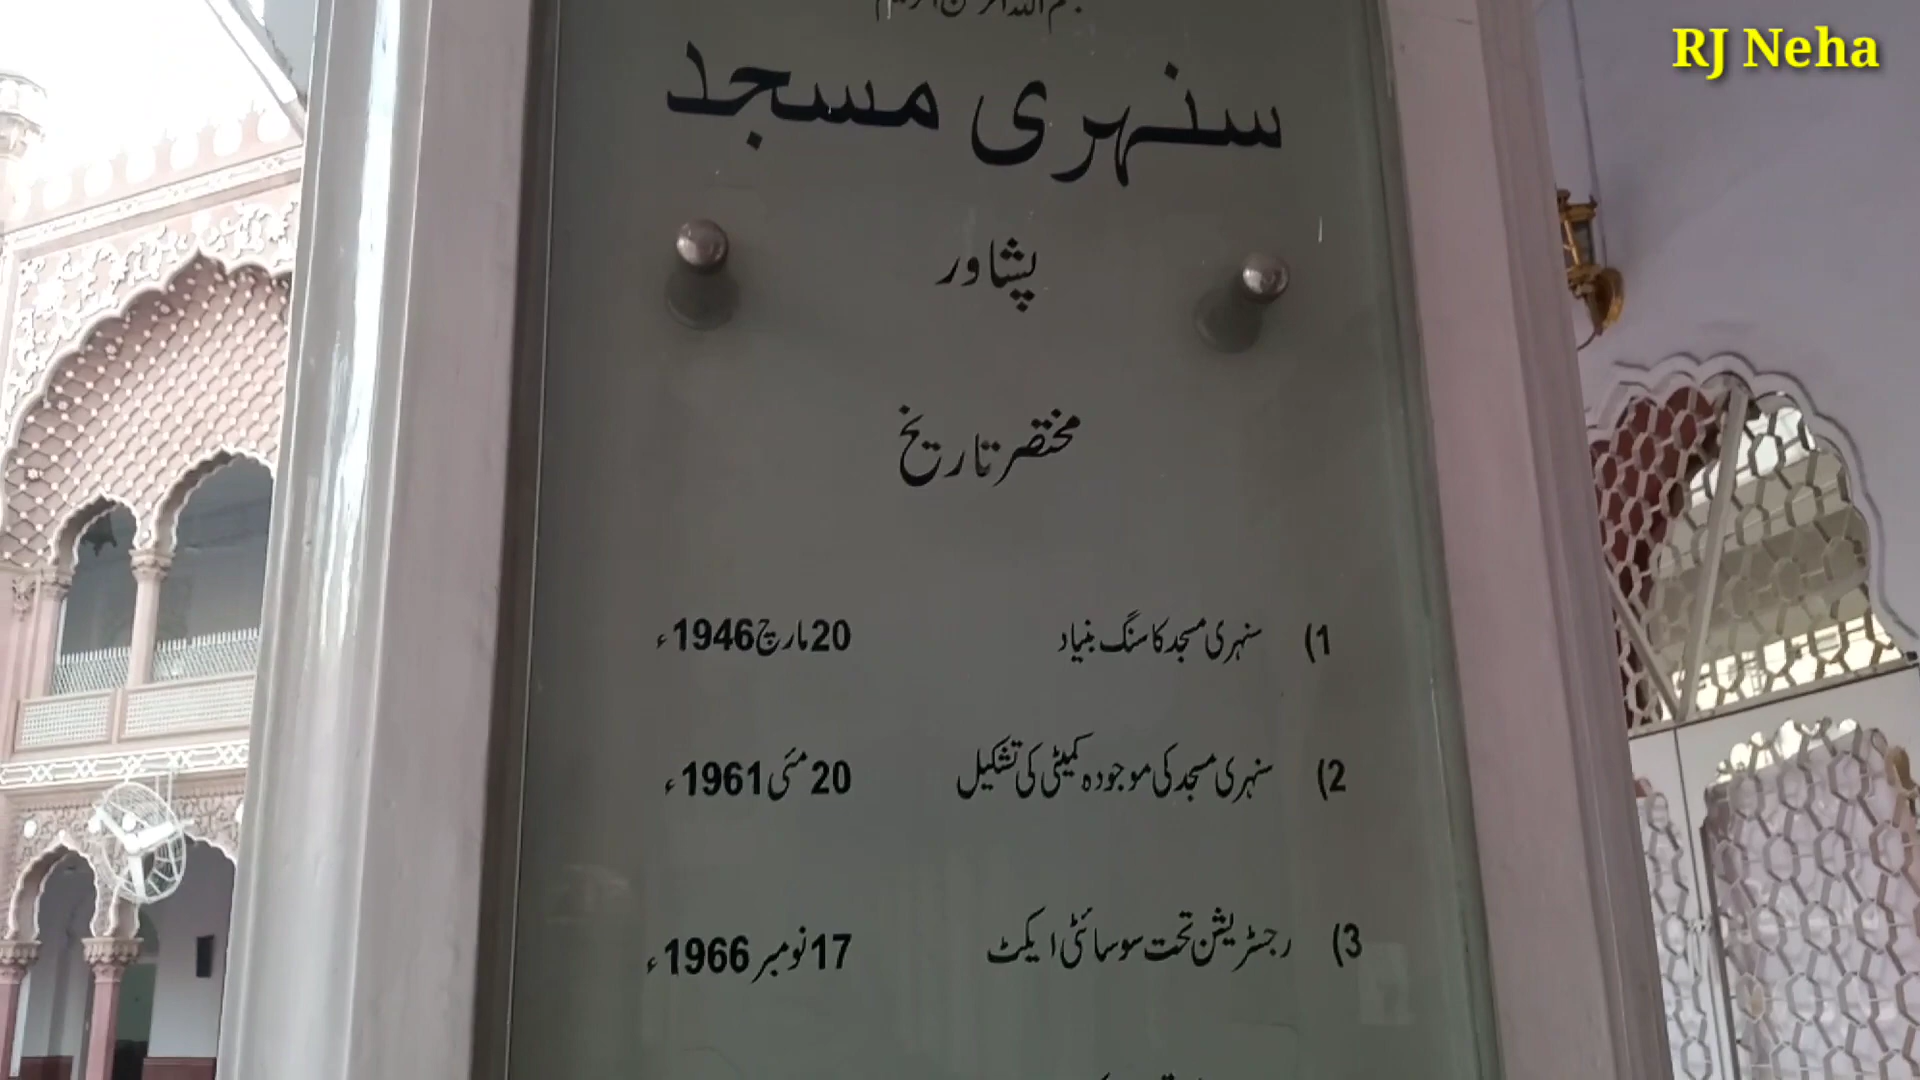 RJ Neha
سنہری مسجد
پشاور
مختصر تاریخ
1) سنہری مسجد کا سنگ بنیاد 20 مارچ 1946ء
2) سنہری مسجد کی موجودہ کمیٹی کی تشکیل 20 مئی 1961ء
3) رجسٹریشن تحت سوسائٹی ایکٹ 17 نومبر 1966ء